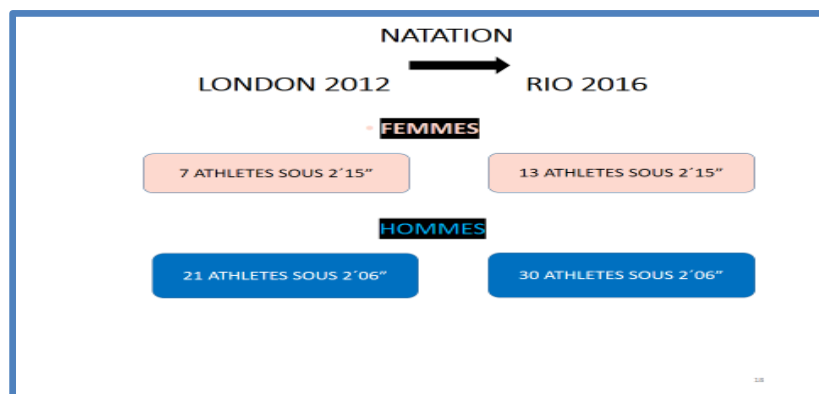 NATATION
LONDON 2012 RIO 2016
• FEMMES
7 ATHLETES SOUS 2´15” 13 ATHLETES SOUS 2´15”
HOMMES
21 ATHLETES SOUS 2´06” 30 ATHLETES SOUS 2´06”